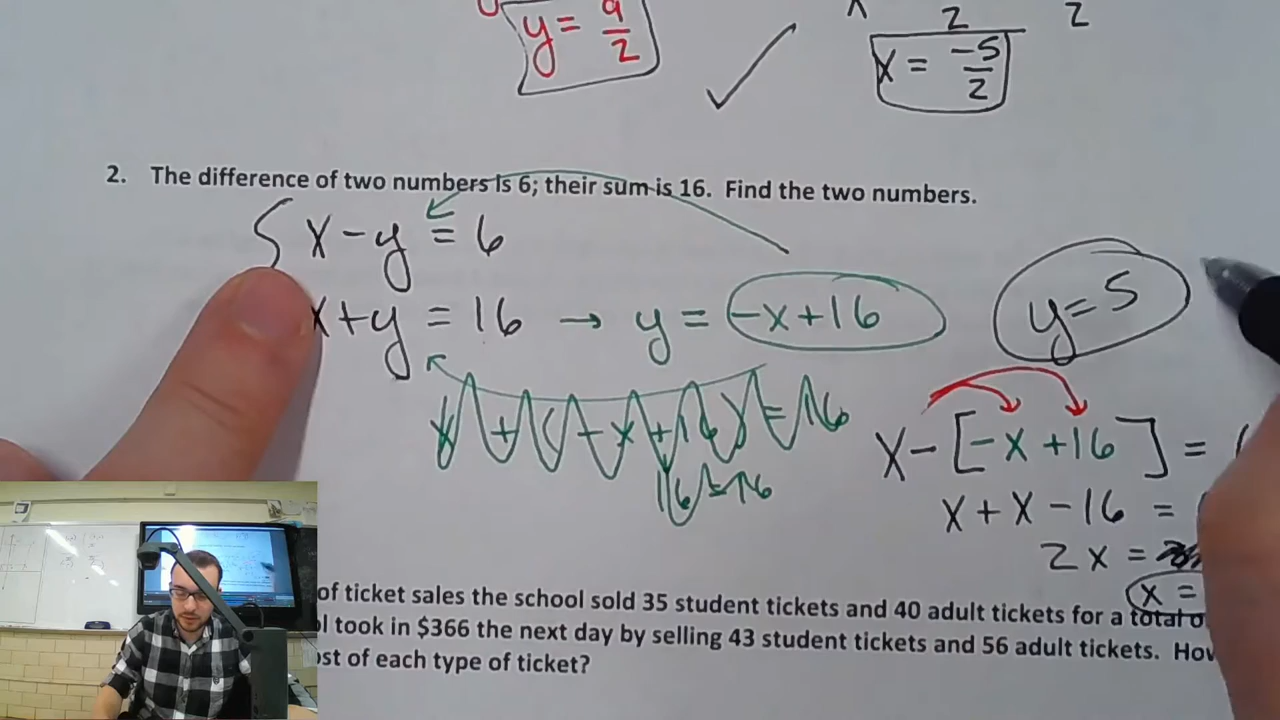 y = 9/2
2 2
x = -5/2
2. The difference of two numbers is 6; their sum is 16. Find the two numbers.
x - y = 6
x + y = 16 → y = -x + 16
y = 5
x + (-x + 16) = 16
16 = 16
x - [-x + 16] =
x + x - 16 =
2x =
x =
of ticket sales the school sold 35 student tickets and 40 adult tickets for a total o
l took in $366 the next day by selling 43 student tickets and 56 adult tickets. How
ost of each type of ticket?